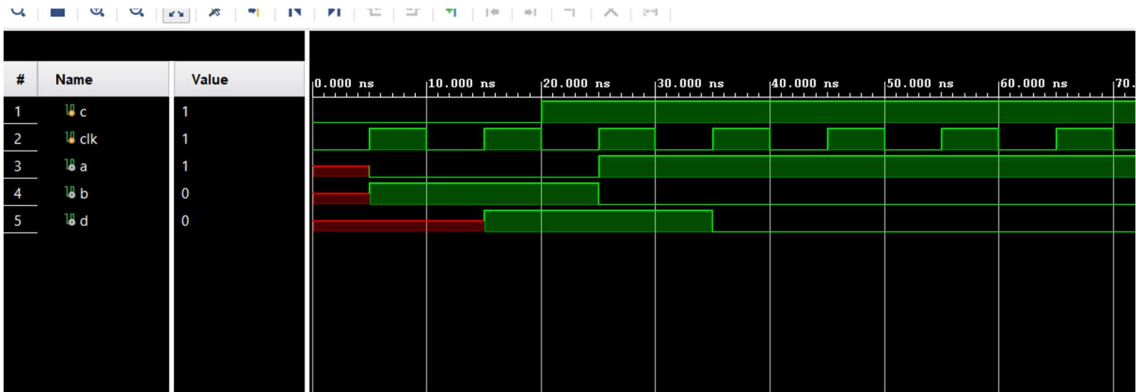 # Name Value 0.000 ns 10.000 ns 20.000 ns 30.000 ns 40.000 ns 50.000 ns 60.000 ns 70.
1 c 1
2 clk 1
3 a 1
4 b 0
5 d 0